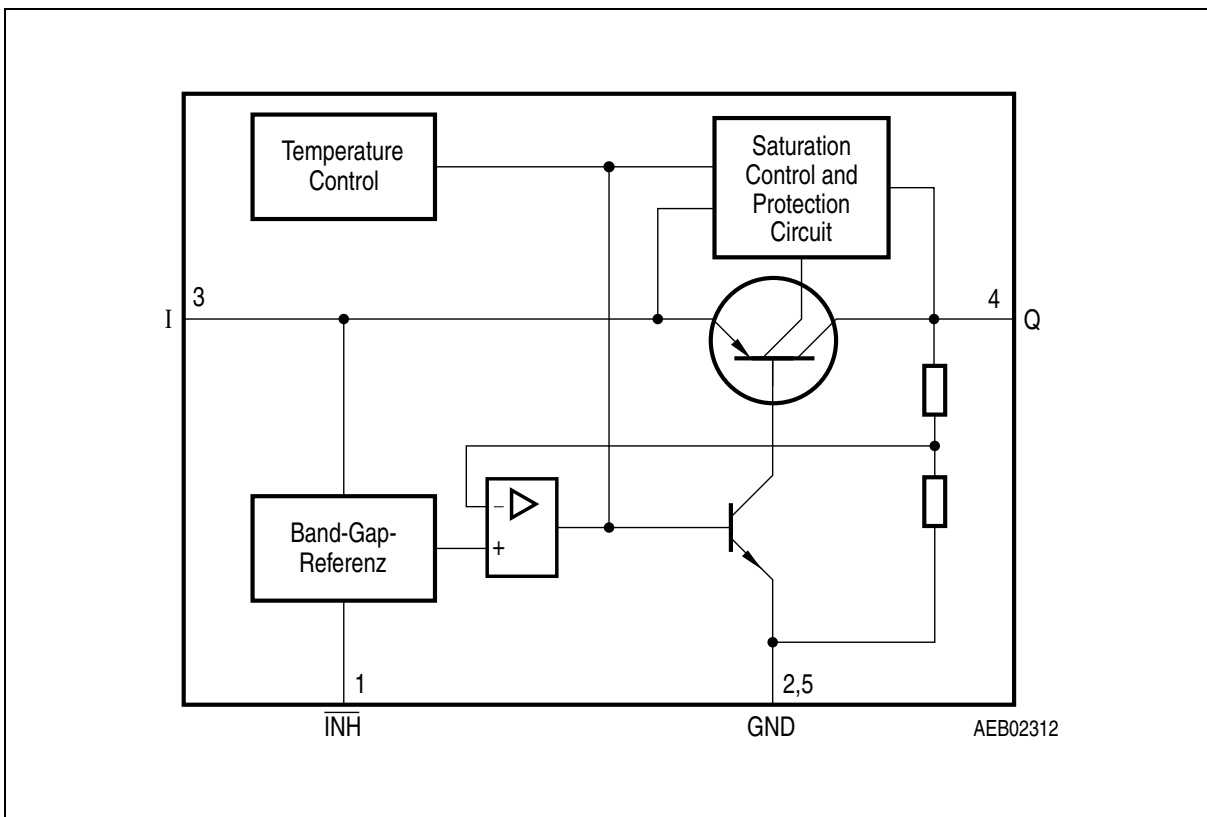 Temperature
Control
Saturation
Control and
Protection
Circuit
3
I
4
Q
−
+
Band-Gap-
Referenz
1
2,5
INH
GND
AEB02312